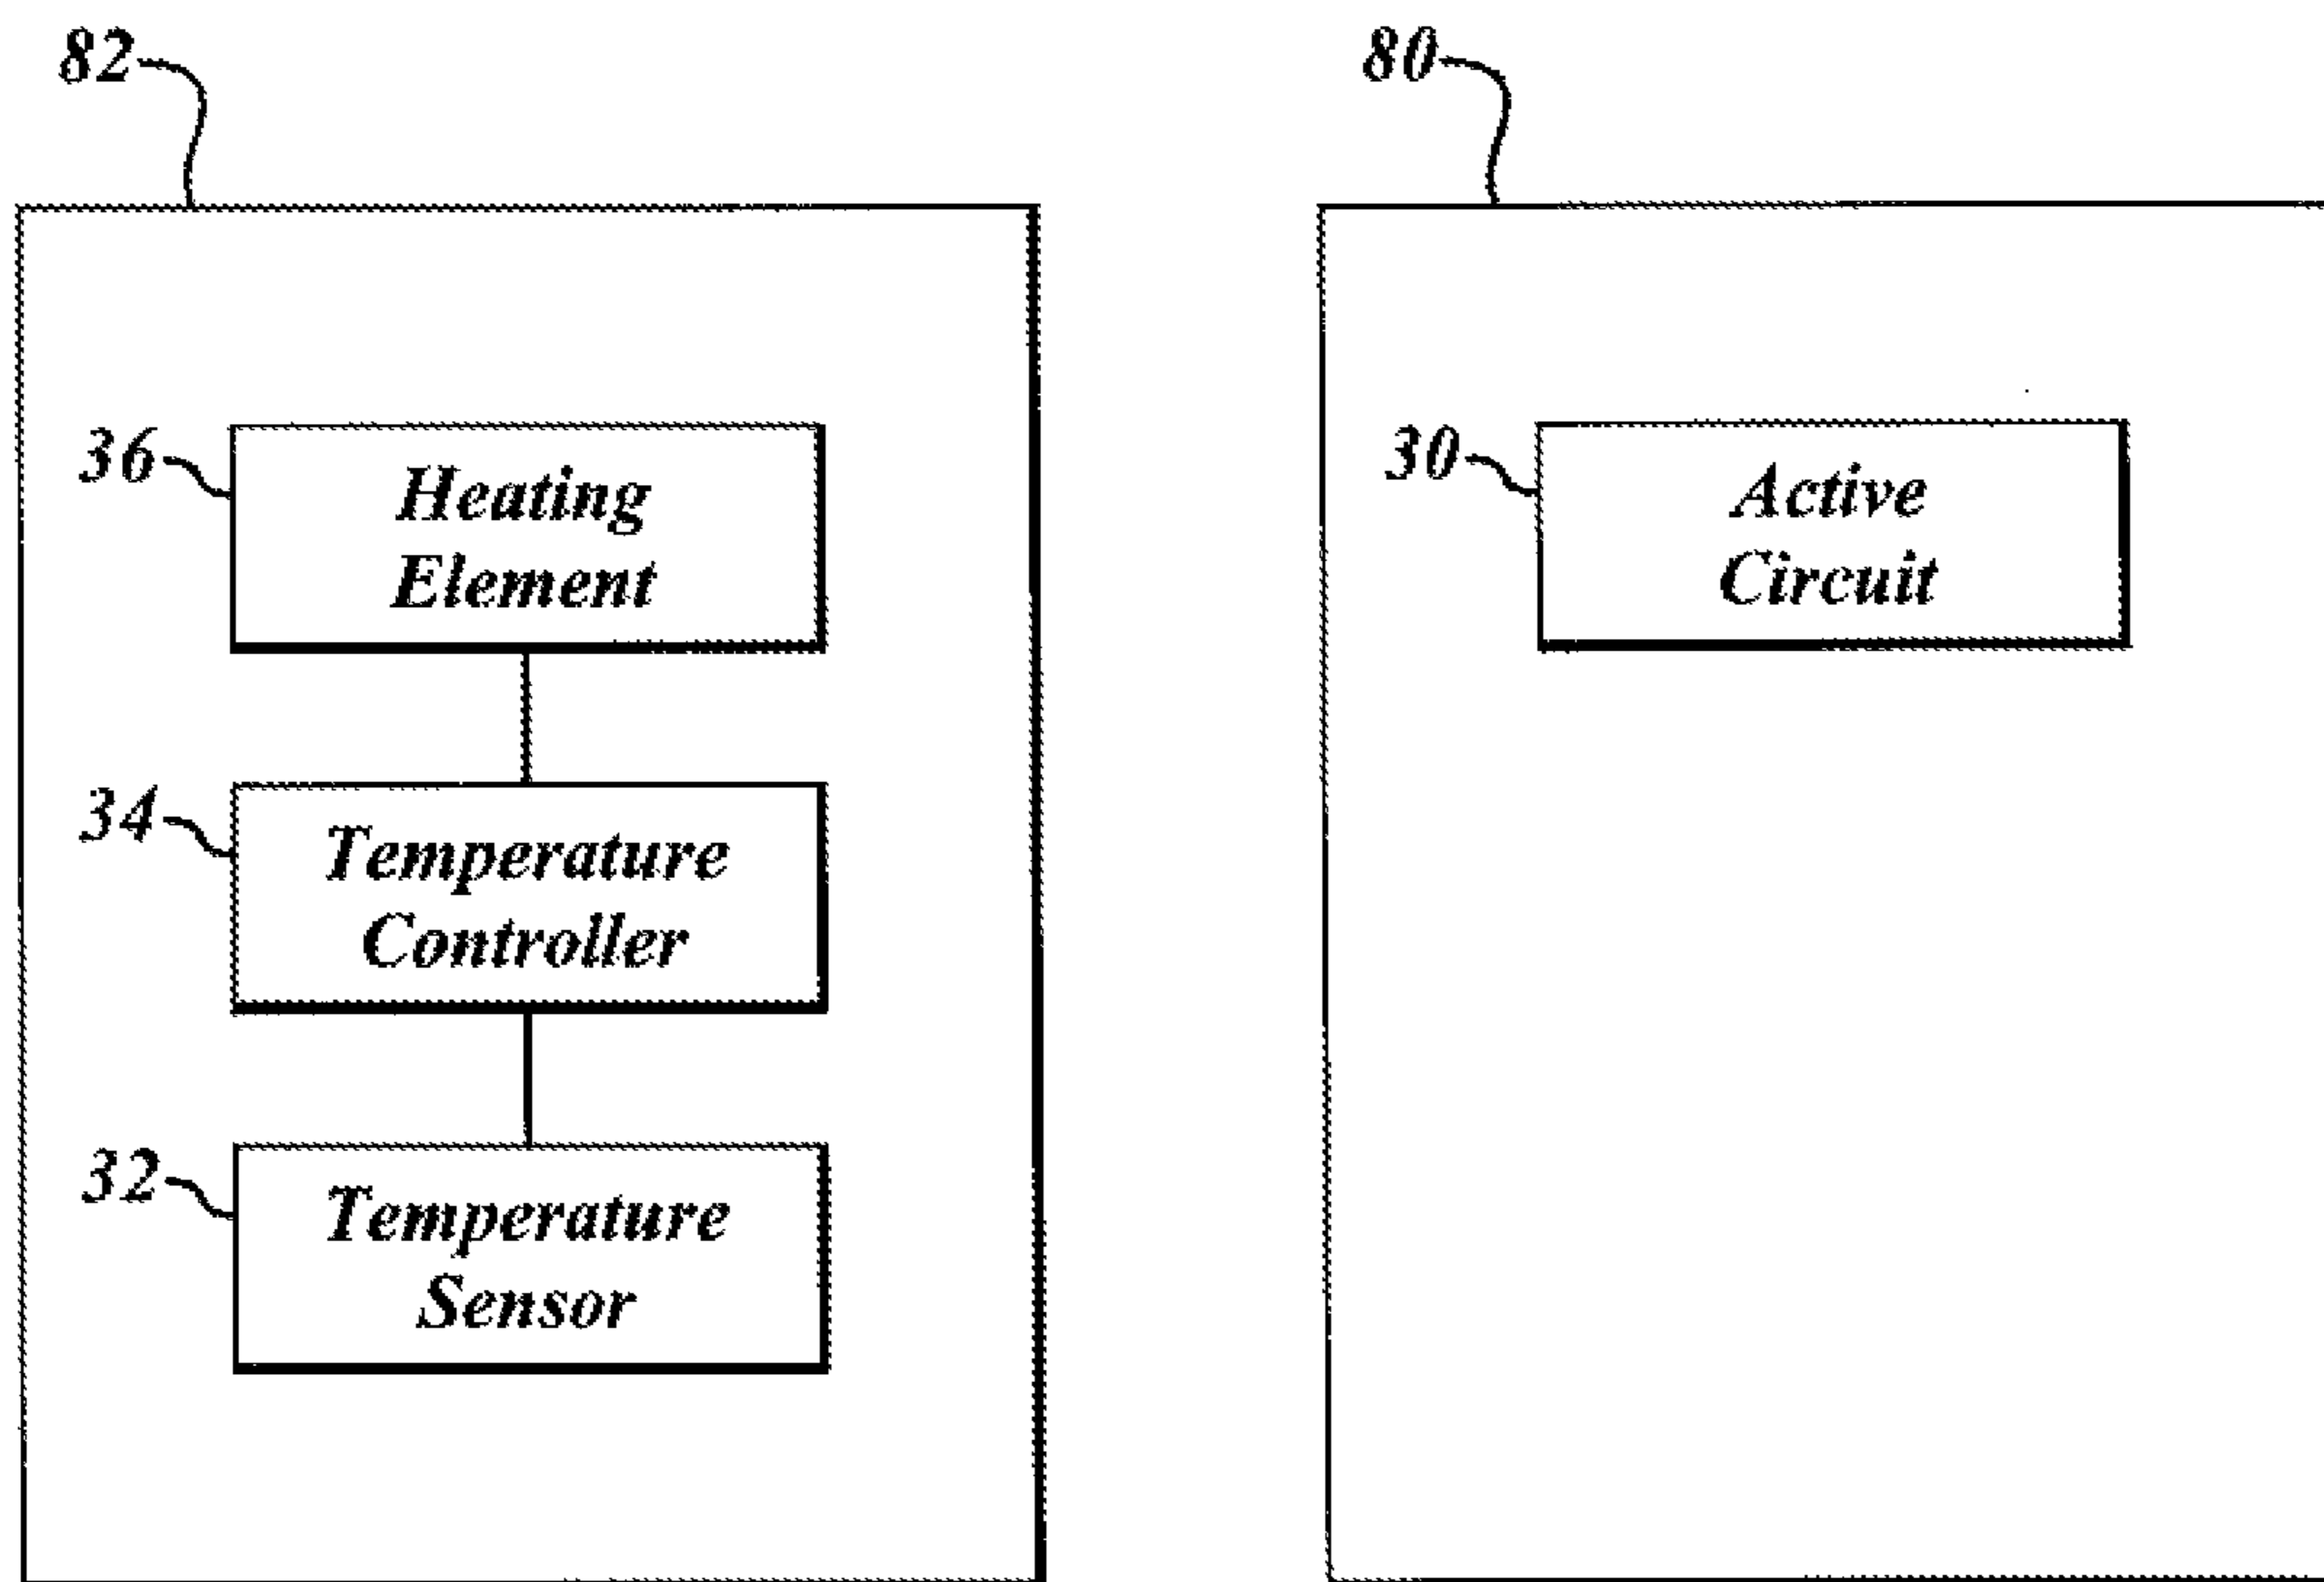 82
80
36
Heating
Element
30
Active
Circuit
34
Temperature
Controller
32
Temperature
Sensor